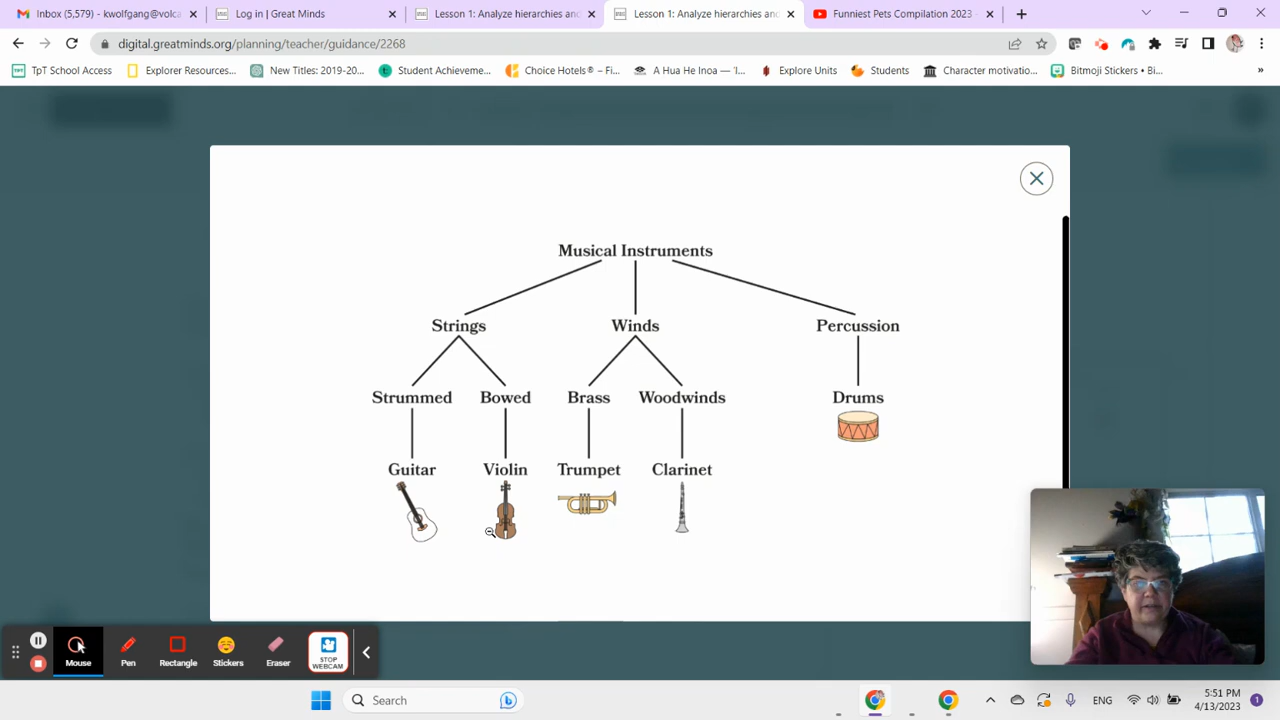 Inbox (5,579) - kwolfgang@volca
Log in | Great Minds
Lesson 1: Analyze hierarchies and
Lesson 1: Analyze hierarchies and
Funniest Pets Compilation 2023
digital.greatminds.org/planning/teacher/guidance/2268
TpT School Access
Explorer Resources...
New Titles: 2019-20...
Student Achieveme...
Choice Hotels® – Fi...
A Hua He Inoa — 'I...
Explore Units
Students
Character motivatio...
Bitmoji Stickers • Bi...
»
Musical Instruments
Strings Winds Percussion
Strummed Bowed Brass Woodwinds Drums
Guitar Violin Trumpet Clarinet
Mouse
Pen
Rectangle
Stickers
Eraser
STOP
WEBCAM
Search
ENG
5:51 PM
4/13/2023
1